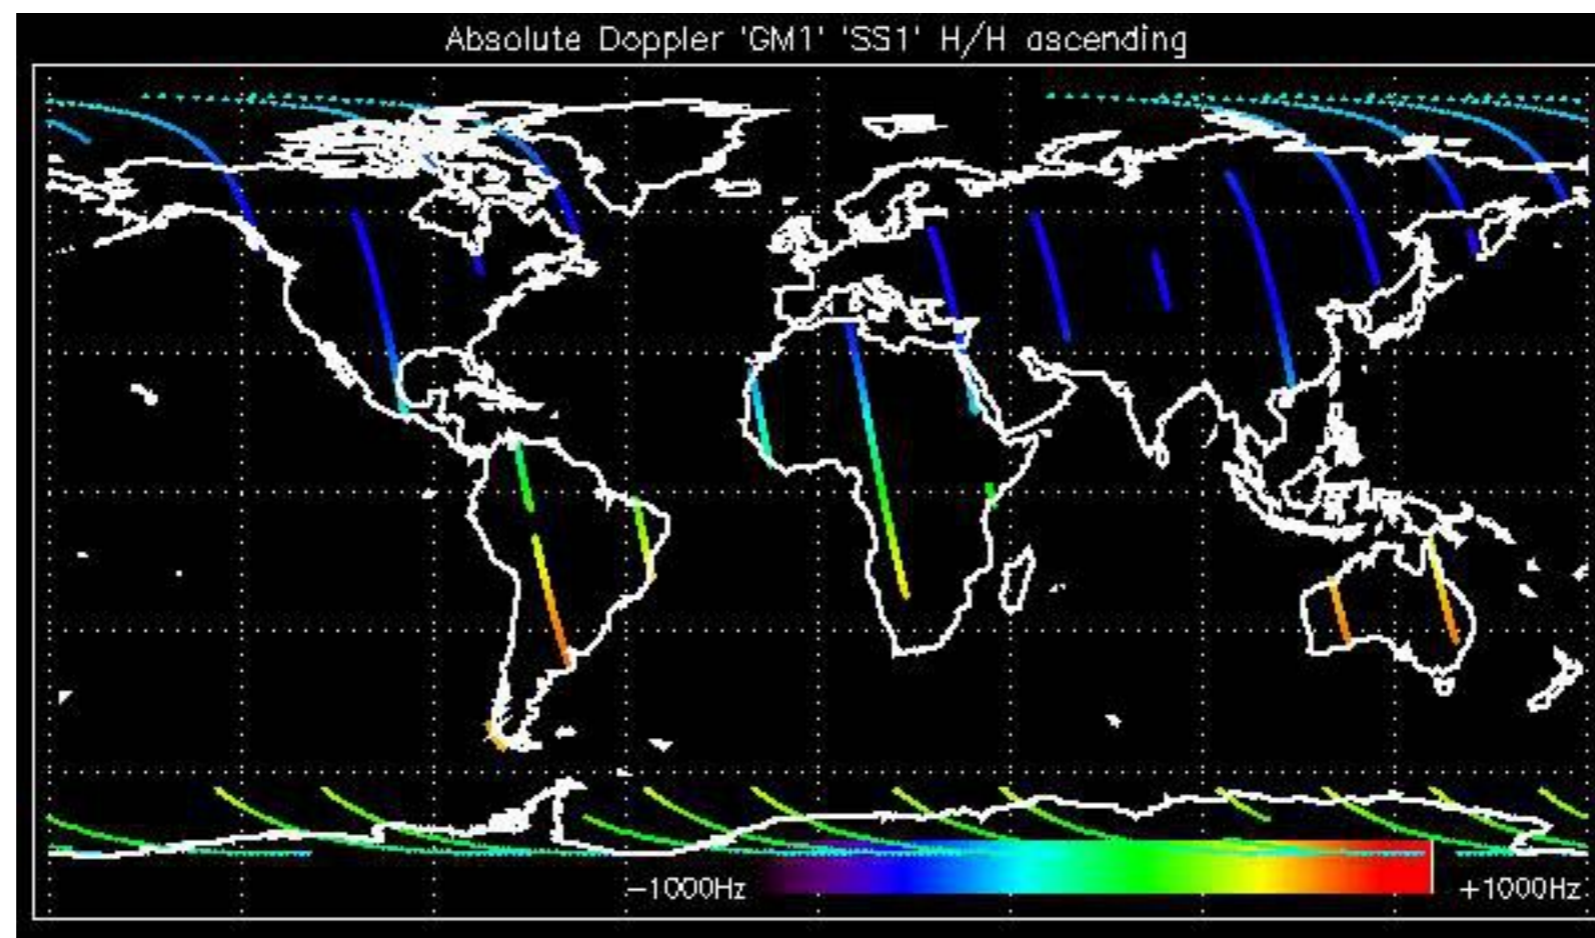 Absolute Doppler 'GM1' 'SS1' H/H ascending
−1000Hz
+1000Hz